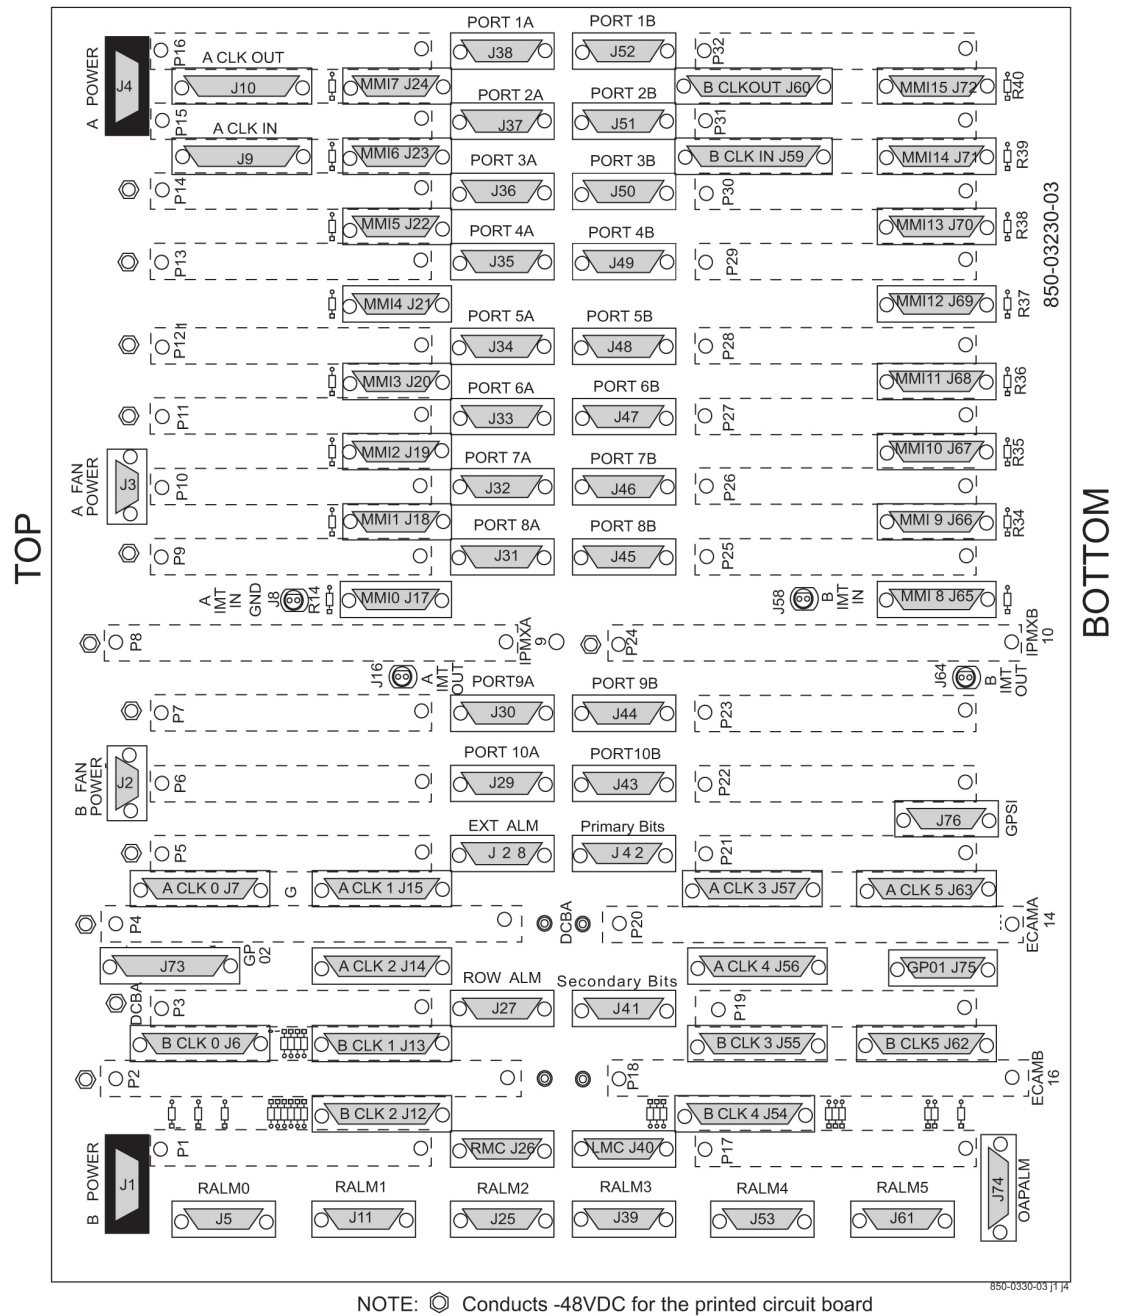 PORT 1A PORT 1B
P16 J38 J52 P32
A POWER J4 A CLK OUT
J10 MMI7 J24 B CLKOUT J60 MMI15 J72 R40
PORT 2A PORT 2B
P15 J37 J51 P31
A CLK IN
J9 MMI6 J23 B CLK IN J59 MMI14 J71 R39
PORT 3A PORT 3B
P14 J36 J50 P30
MMI5 J22 MMI13 J70 R38
850-03230-03
PORT 4A PORT 4B
P13 J35 J49 P29
MMI4 J21 MMI12 J69 R37
PORT 5A PORT 5B
P121 J34 J48 P28
MMI3 J20 MMI11 J68 R36
PORT 6A PORT 6B
P11 J33 J47 P27
MMI2 J19 MMI10 J67 R35
PORT 7A PORT 7B
A FAN POWER J3 P10 J32 J46 P26
MMI1 J18 MMI 9 J66 R34
PORT 8A PORT 8B
P9 J31 J45 P25
TOP
BOTTOM
A IMT IN GND J8 R14 MMI0 J17 J58 B IMT IN MMI 8 J65
P8 IPMXA 9 P24 IPMXB 10
J16 A IMT OUT J64 B IMT OUT
PORT9A PORT 9B
P7 J30 J44 P23
PORT 10A PORT10B
B FAN POWER J2 P6 J29 J43 P22
J76 GPSI
EXT ALM Primary Bits
P5 J 2 8 J 4 2 P21
A CLK 0 J7 G A CLK 1 J15 A CLK 3 J57 A CLK 5 J63
P4 DCBA P20 ECAMA 14
J73 GP 02 A CLK 2 J14 A CLK 4 J56 GP01 J75
ROW ALM Secondary Bits
DCBA P3 J27 J41 P19
B CLK 0 J6 B CLK 1 J13 B CLK 3 J55 B CLK5 J62
P2 P18 ECAMB 16
B CLK 2 J12 B CLK 4 J54
P1 RMC J26 LMC J40 P17
B POWER J1 J74 OAPALM
RALM0 RALM1 RALM2 RALM3 RALM4 RALM5
J5 J11 J25 J39 J53 J61
850-0330-03 j1 j4
NOTE: Conducts -48VDC for the printed circuit board